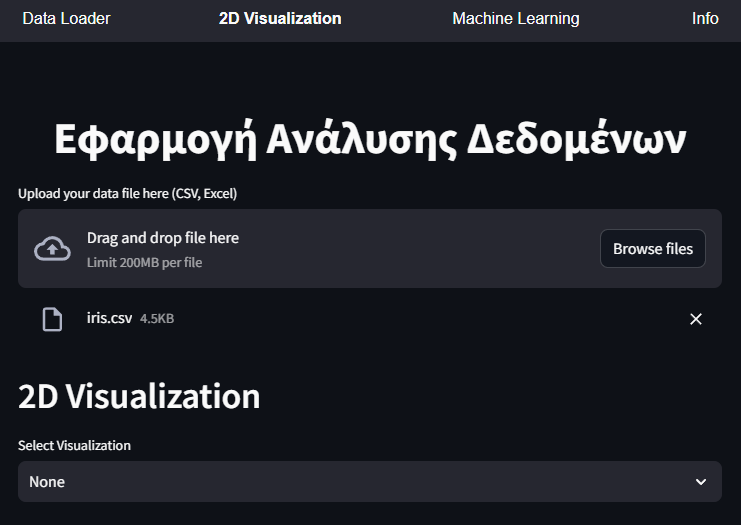 Data Loader 2D Visualization Machine Learning Info
Εφαρμογή Ανάλυσης Δεδομένων
Upload your data file here (CSV, Excel)
Drag and drop file here
Limit 200MB per file
Browse files
iris.csv 4.5KB
2D Visualization
Select Visualization
None